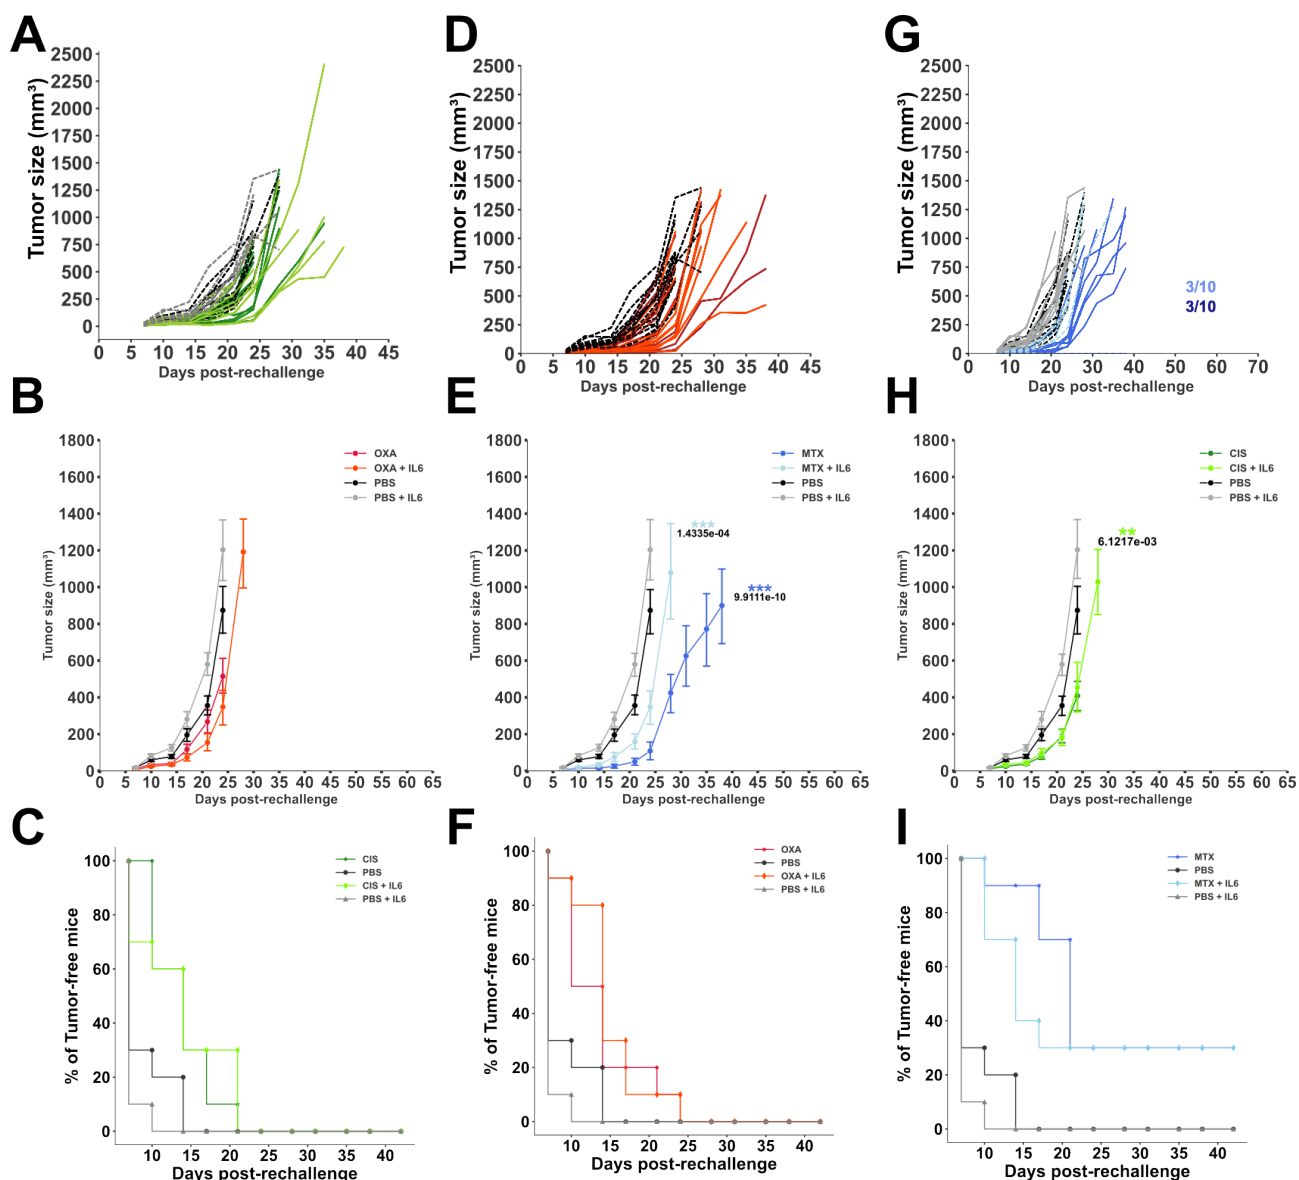 A
Tumor size (mm³)
2500
2250
2000
1750
1500
1250
1000
750
500
250
0
0 5 10 15 20 25 30 35 40 45
Days post-rechallenge
D
Tumor size (mm³)
2500
2250
2000
1750
1500
1250
1000
750
500
250
0
0 5 10 15 20 25 30 35 40 45
Days post-rechallenge
G
Tumor size (mm³)
2500
2250
2000
1750
1500
1250
1000
750
500
250
0
3/10
3/10
0 10 20 30 40 50 60 70
Days post-rechallenge
B
Tumor size (mm³)
1800
1600
1400
1200
1000
800
600
400
200
0
OXA
OXA + IL6
PBS
PBS + IL6
0 5 10 15 20 25 30 35 40 45 50 55 60 65
Days post-rechallenge
E
Tumor size (mm³)
1800
1600
1400
1200
1000
800
600
400
200
0
MTX
MTX + IL6
PBS
PBS + IL6
***
1.4335e-04
***
9.9111e-10
0 5 10 15 20 25 30 35 40 45 50 55 60 65
Days post-rechallenge
H
Tumor size (mm³)
1800
1600
1400
1200
1000
800
600
400
200
0
CIS
CIS + IL6
PBS
PBS + IL6
**
6.1217e-03
0 5 10 15 20 25 30 35 40 45 50 55 60 65
Days post-rechallenge
C
% of Tumor-free mice
100
80
60
40
20
0
CIS
PBS
CIS + IL6
PBS + IL6
10 15 20 25 30 35 40
Days post-rechallenge
F
% of Tumor-free mice
100
80
60
40
20
0
OXA
PBS
OXA + IL6
PBS + IL6
10 15 20 25 30 35 40
Days post-rechallenge
I
% of Tumor-free mice
100
80
60
40
20
0
MTX
PBS
MTX + IL6
PBS + IL6
10 15 20 25 30 35 40
Days post-rechallenge